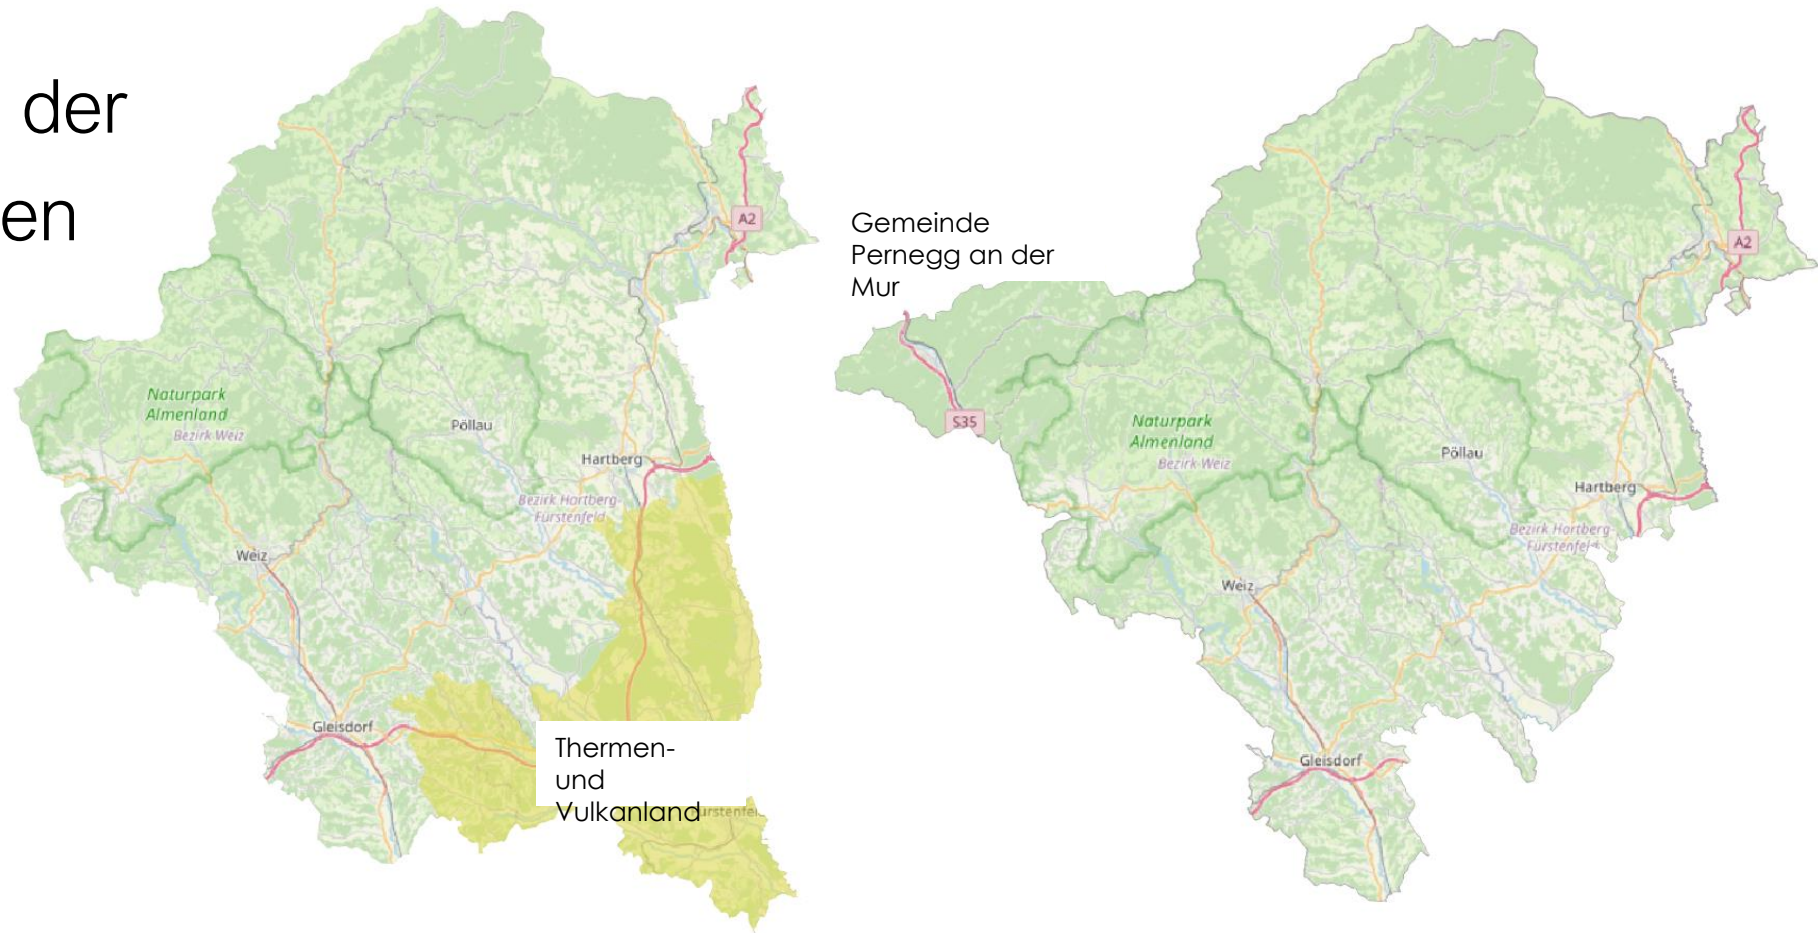 der
en
A2
Naturpark
Almenland
Bezirk Weiz
Pöllau
Hartberg
Bezirk Hartberg-
Fürstenfeld
Weiz
Gleisdorf
Thermen-
und
Vulkanland
Gemeinde
Pernegg an der
Mur
A2
S35
Naturpark
Almenland
Bezirk Weiz
Pöllau
Hartberg
Bezirk Hartberg-
Fürstenfeld
Weiz
Gleisdorf